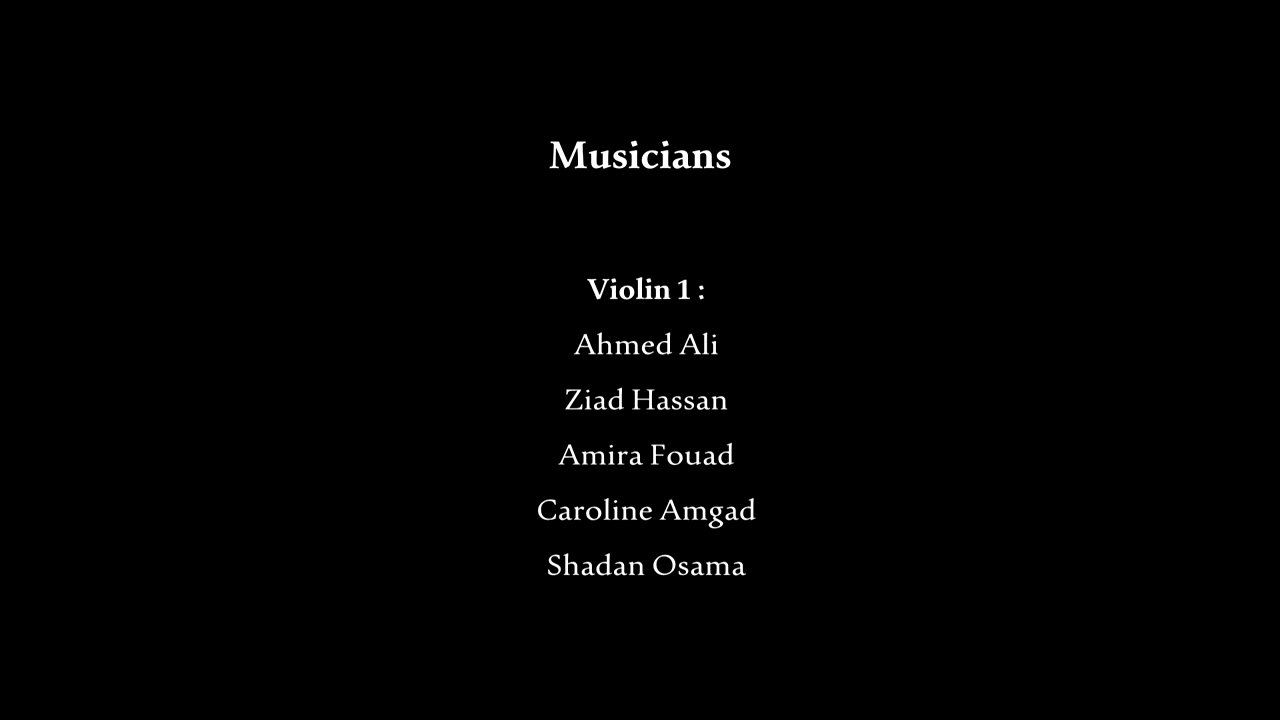 Musicians
Violin 1 :
Ahmed Ali
Ziad Hassan
Amira Fouad
Caroline Amgad
Shadan Osama